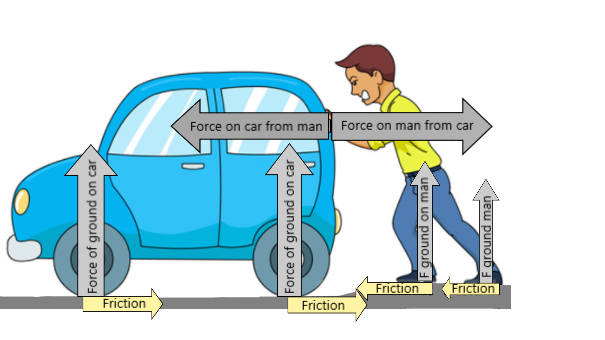 Force on car from man
Force on man from car
Force of ground on car
Force of ground on car
F ground on man
F ground man
Friction
Friction
Friction
Friction